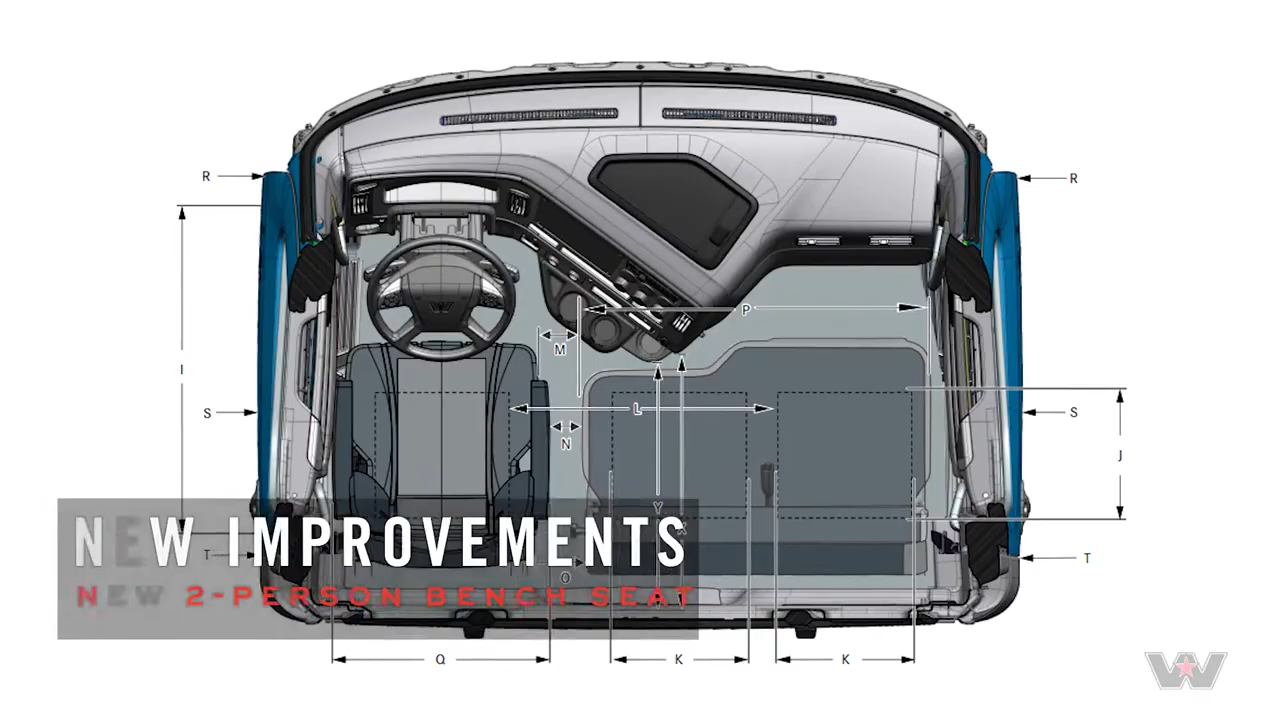 R
R
P
M
I
L
S
S
N
J
Y
NEW IMPROVEMENTS
T
T
O
NEW 2-PERSON BENCH SEAT
Q
K
K